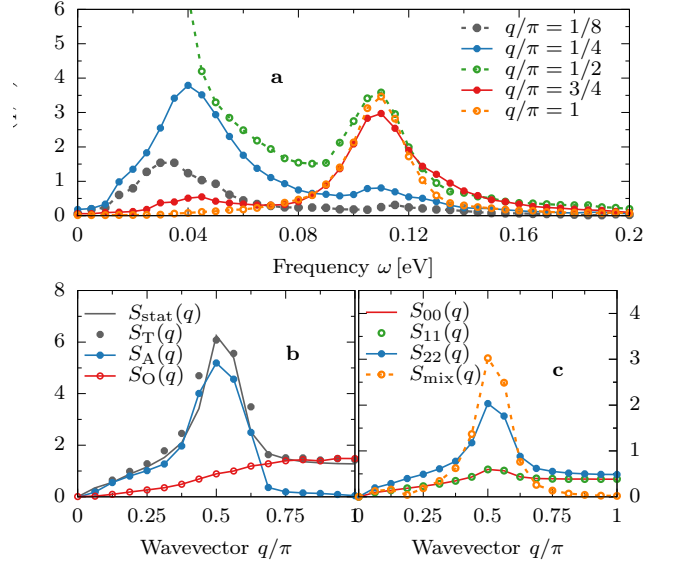 6
5
4
3
2
1
0
a
q/π = 1/8
q/π = 1/4
q/π = 1/2
q/π = 3/4
q/π = 1
0 0.04 0.08 0.12 0.16 0.2
Frequency ω [eV]
8
6
4
2
0
S_stat(q)
S_T(q)
S_A(q)
S_O(q)
b
0 0.25 0.5 0.75 1
Wavevector q/π
S_00(q)
S_11(q)
S_22(q)
S_mix(q)
c
4
3
2
1
0
0.25 0.5 0.75 1
Wavevector q/π